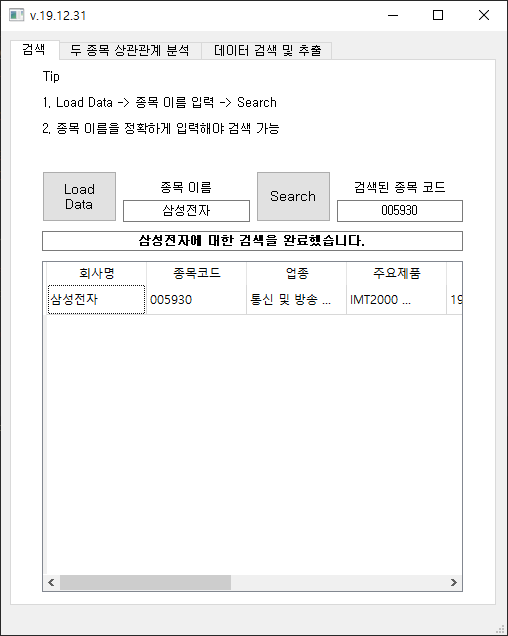 v.19.12.31
검색 두 종목 상관관계 분석 데이터 검색 및 추출
Tip
1. Load Data -> 종목 이름 입력 -> Search
2. 종목 이름을 정확하게 입력해야 검색 가능
Load Data
종목 이름
삼성전자
Search
검색된 종목 코드
005930
삼성전자에 대한 검색을 완료했습니다.
회사명 종목코드 업종 주요제품
삼성전자 005930 통신 및 방송 ... IMT2000 ... 19